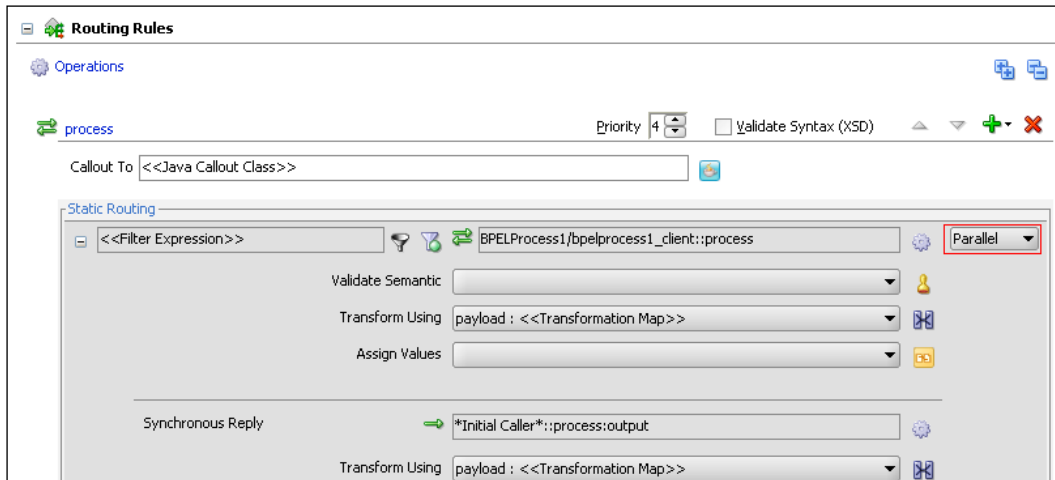 Routing Rules
Operations
process Priority 4 Validate Syntax (XSD)
Callout To <<Java Callout Class>>
Static Routing
<<Filter Expression>> BPELProcess1/bpelprocess1_client::process Parallel
Validate Semantic
Transform Using payload : <<Transformation Map>>
Assign Values
Synchronous Reply *Initial Caller*::process:output
Transform Using payload : <<Transformation Map>>